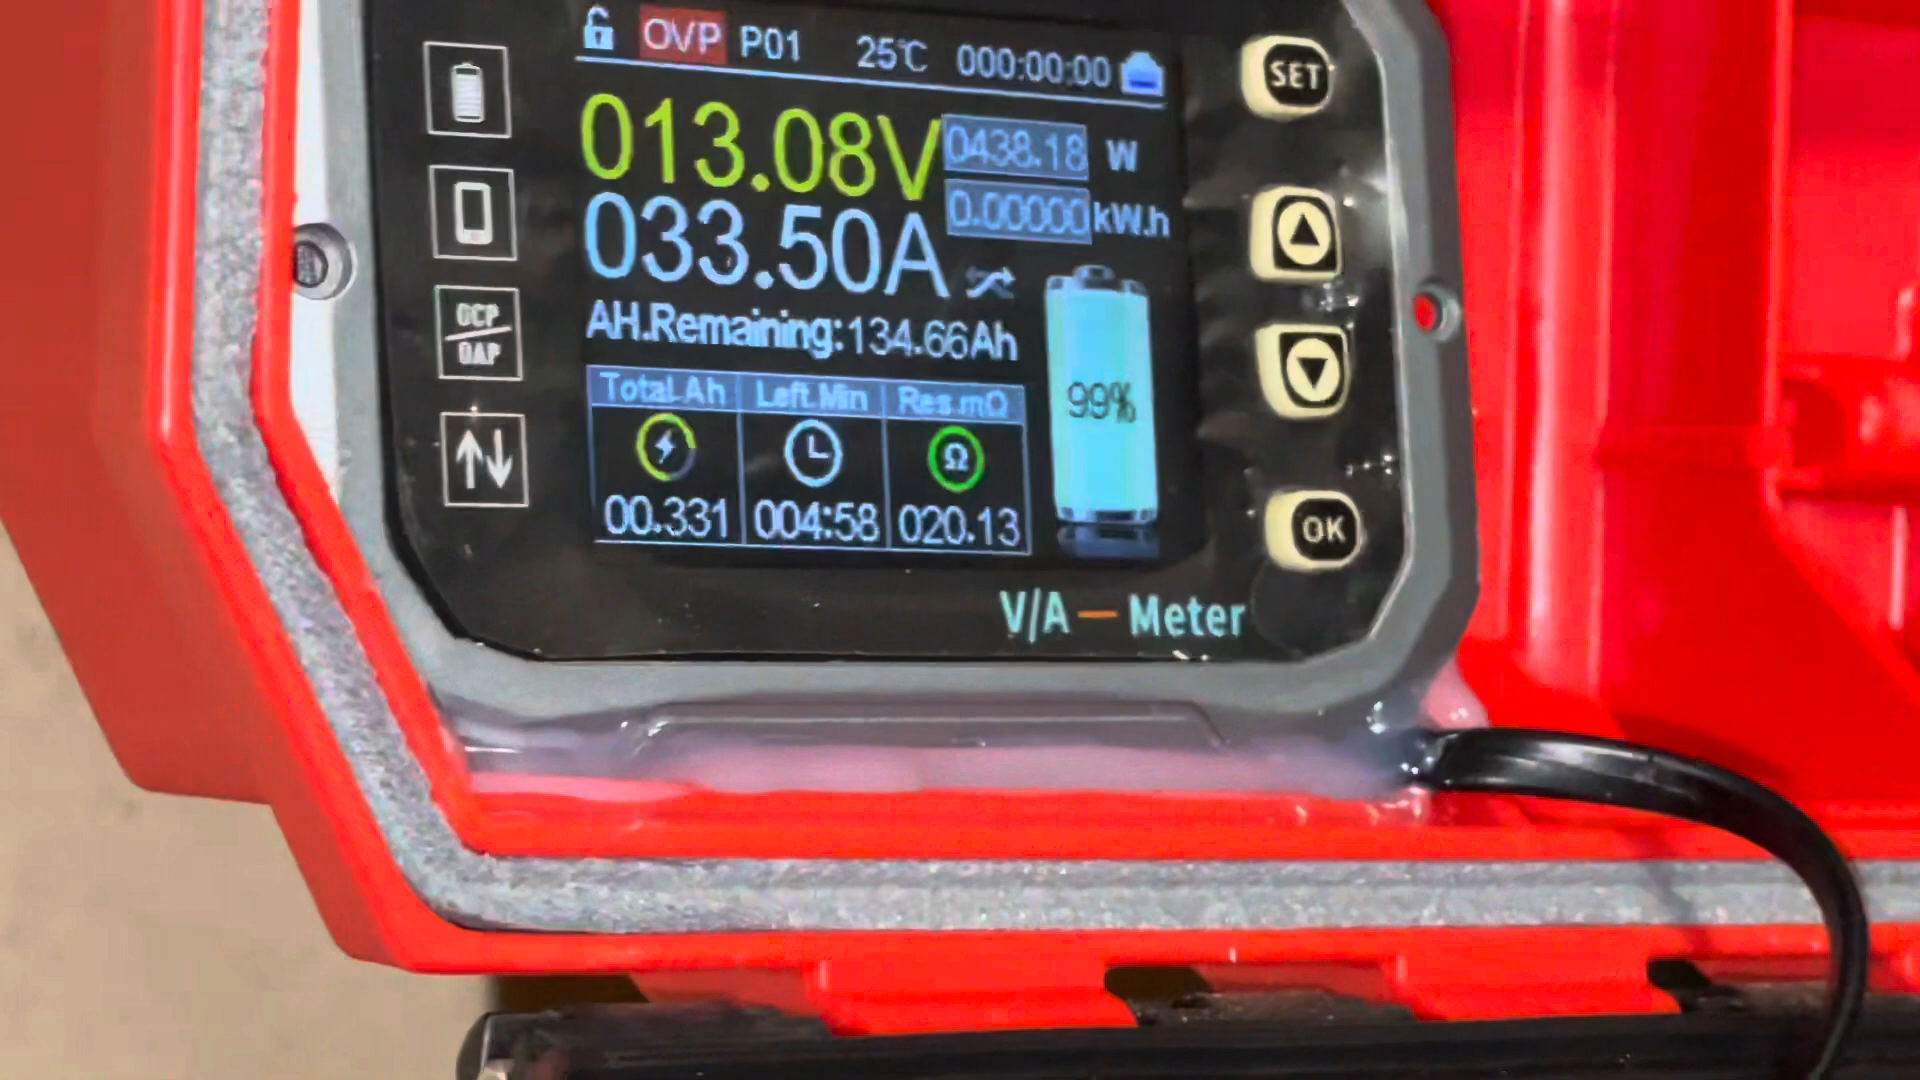 OVP P01 25℃ 000:00:00
013.08V 0438.18 W
0.00000 kW.h
033.50A
AH.Remaining:134.66Ah
Total.Ah Left.Min Res.mΩ
Ω
00.331 004:58 020.13
99%
OCP
OAP
V/A — Meter
SET
OK